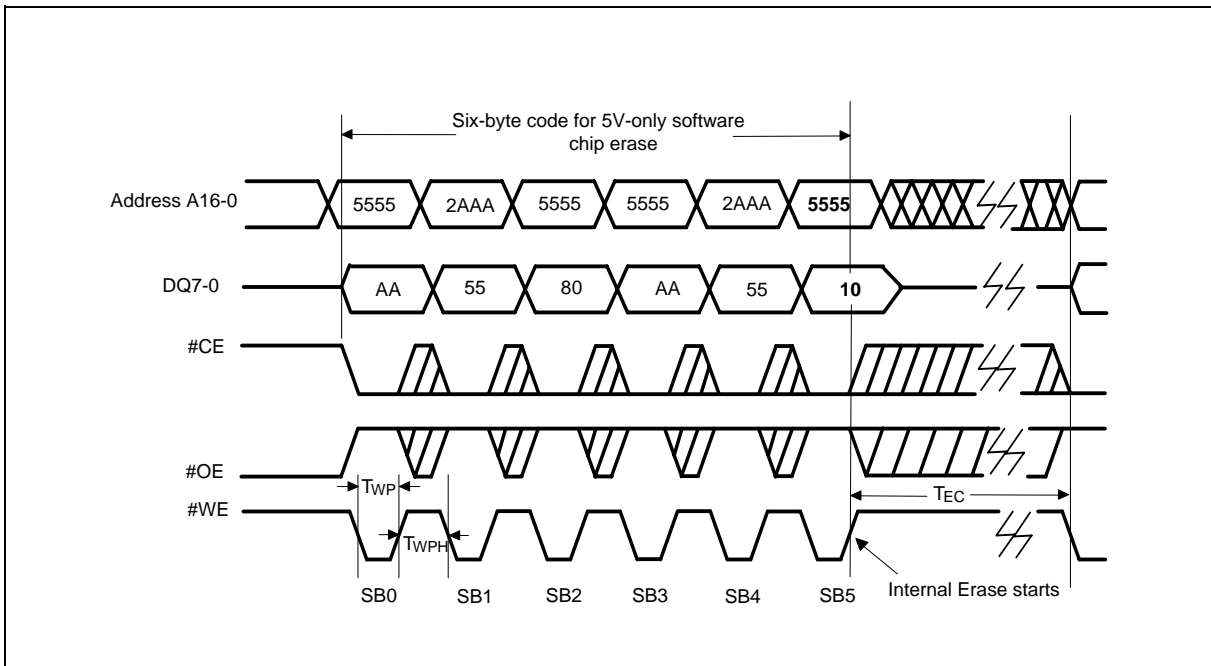 Six-byte code for 5V-only software
chip erase
Address A16-0
5555 2AAA 5555 5555 2AAA 5555
DQ7-0
AA 55 80 AA 55 10
#CE
#OE
TWP
TEC
#WE
TWPH
Internal Erase starts
SB0 SB1 SB2 SB3 SB4 SB5